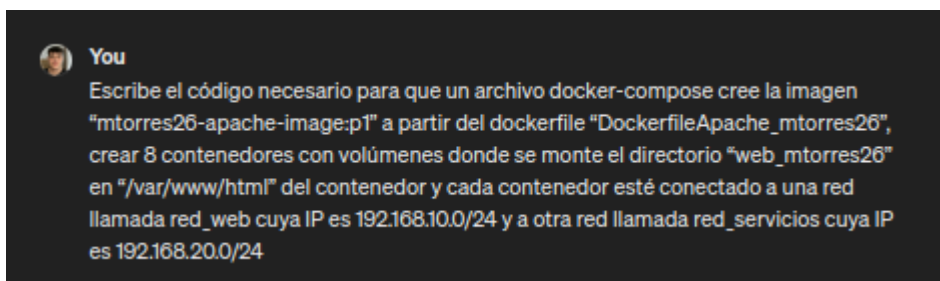 You
Escribe el código necesario para que un archivo docker-compose cree la imagen
“mtorres26-apache-image:p1” a partir del dockerfile “DockerfileApache_mtorres26”,
crear 8 contenedores con volúmenes donde se monte el directorio “web_mtorres26”
en “/var/www/html” del contenedor y cada contenedor esté conectado a una red
llamada red_web cuya IP es 192.168.10.0/24 y a otra red llamada red_servicios cuya IP
es 192.168.20.0/24